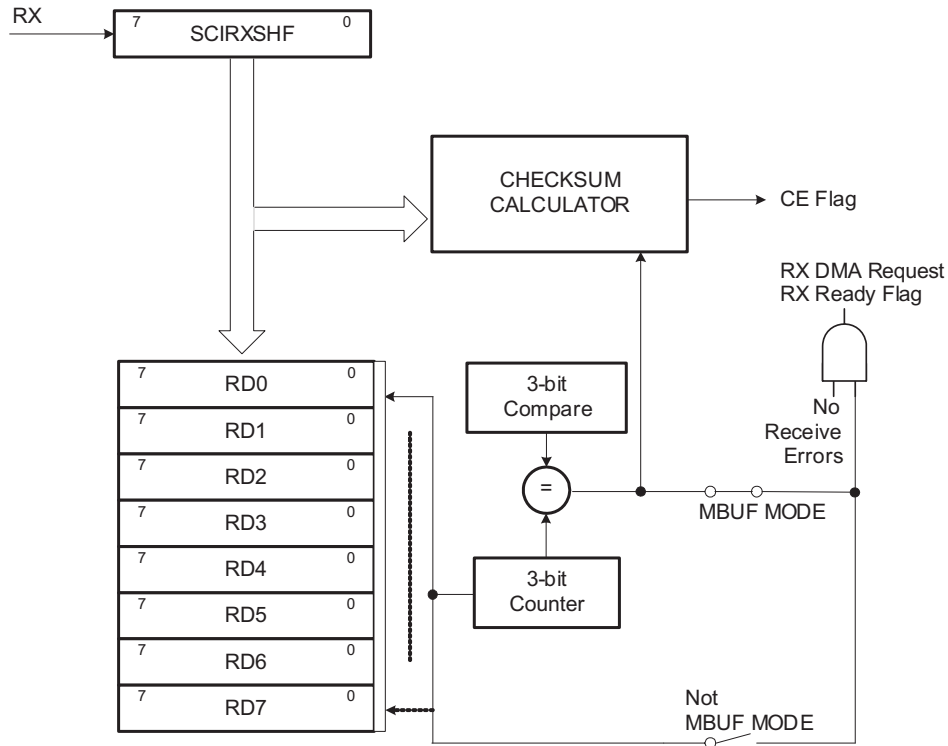 RX
7 SCIRXSHF 0
CHECKSUM
CALCULATOR
CE Flag
RX DMA Request
RX Ready Flag
7 RD0 0
7 RD1 0
7 RD2 0
7 RD3 0
7 RD4 0
7 RD5 0
7 RD6 0
7 RD7 0
3-bit
Compare
=
3-bit
Counter
No
Receive
Errors
MBUF MODE
Not
MBUF MODE